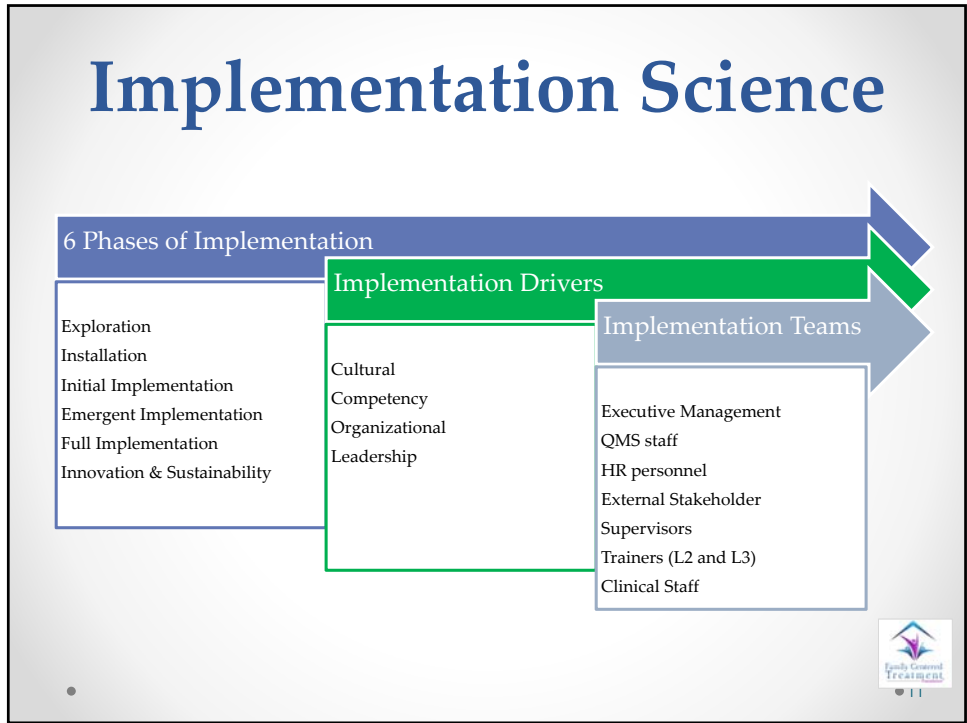 Implementation Science
6 Phases of Implementation
Exploration
Installation
Initial Implementation
Emergent Implementation
Full Implementation
Innovation & Sustainability
Implementation Drivers
Cultural
Competency
Organizational
Leadership
Implementation Teams
Executive Management
QMS staff
HR personnel
External Stakeholder
Supervisors
Trainers (L2 and L3)
Clinical Staff
Family Centered
Treatment
11